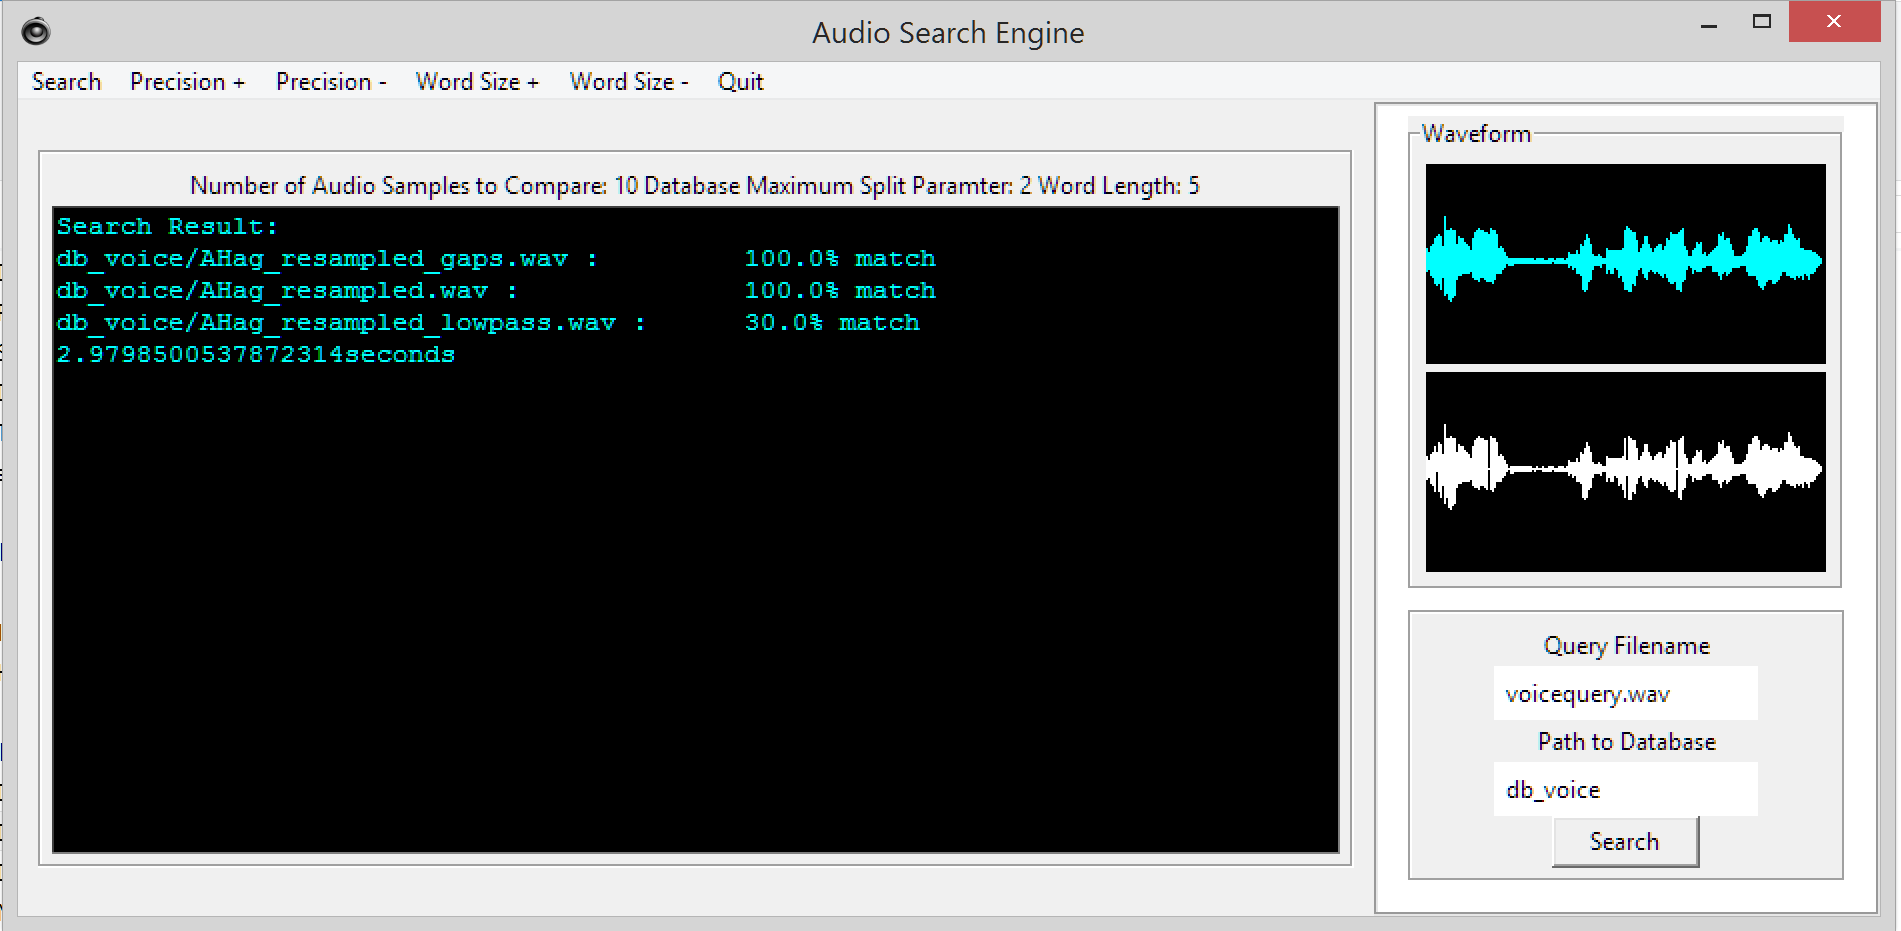 Audio Search Engine
Search Precision + Precision - Word Size + Word Size - Quit
Number of Audio Samples to Compare: 10 Database Maximum Split Paramter: 2 Word Length: 5
Search Result:
db_voice/AHag_resampled_gaps.wav : 100.0% match
db_voice/AHag_resampled.wav : 100.0% match
db_voice/AHag_resampled_lowpass.wav : 30.0% match
2.9798500537872314seconds
Waveform
Query Filename
voicequery.wav
Path to Database
db_voice
Search